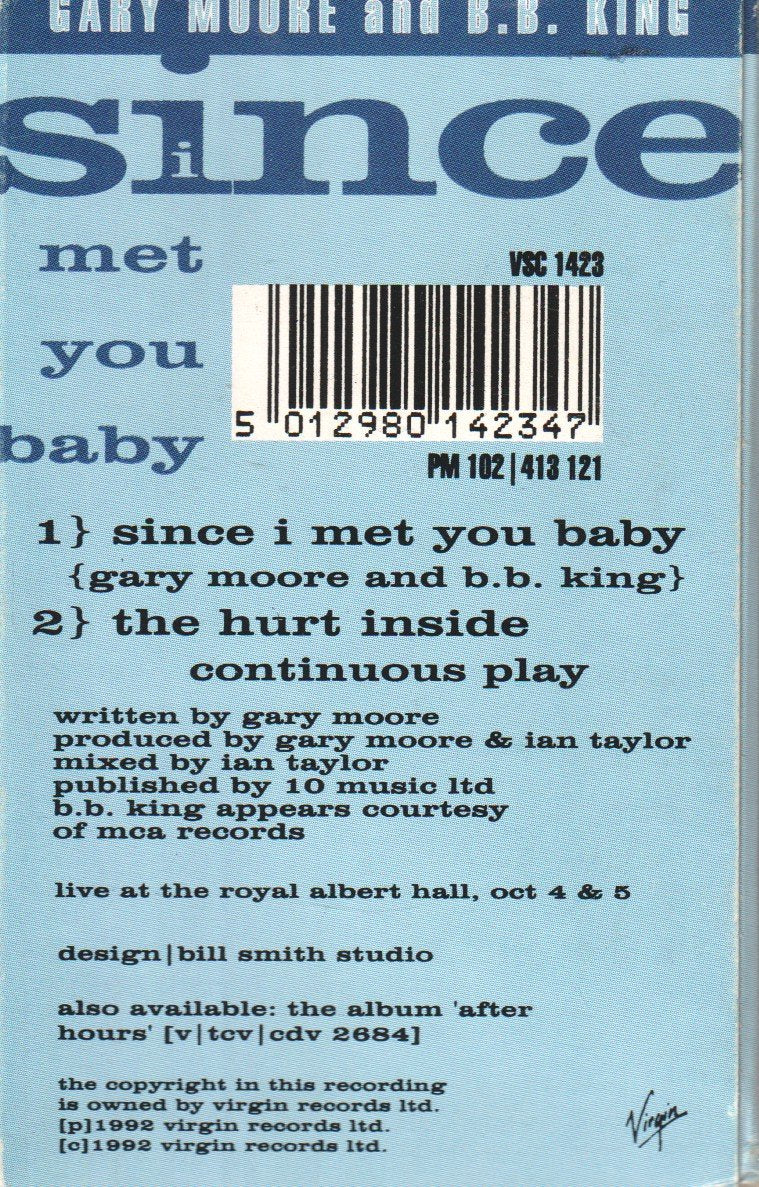 GARY MOORE and B.B. KING
since
i
met
you
baby
VSC 1423
5 012980 142347
PM 102|413 121
1} since i met you baby
{gary moore and b.b. king}
2} the hurt inside
continuous play
written by gary moore
produced by gary moore & ian taylor
mixed by ian taylor
published by 10 music ltd
b.b. king appears courtesy
of mca records
live at the royal albert hall, oct 4 & 5
design|bill smith studio
also available: the album 'after
hours' [v|tcv|cdv 2684]
the copyright in this recording
is owned by virgin records ltd.
[p]1992 virgin records ltd.
[c]1992 virgin records ltd.
Virgin